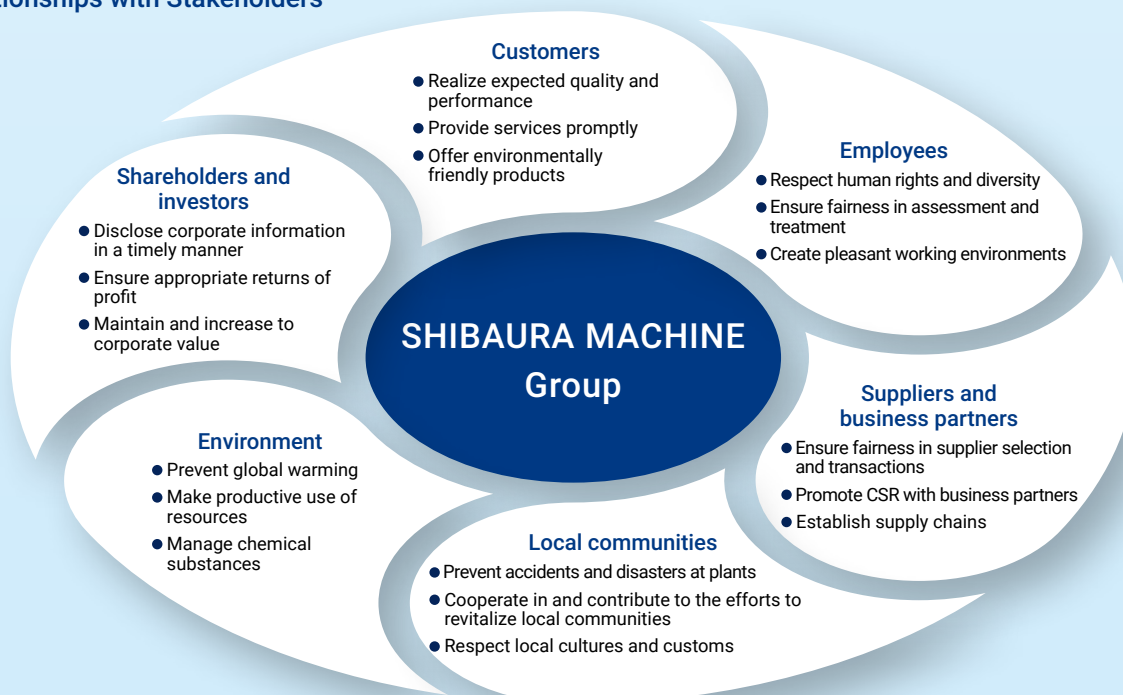 tionships with Stakeholders
Customers
● Realize expected quality and
performance
● Provide services promptly
● Offer environmentally
friendly products
Employees
● Respect human rights and diversity
● Ensure fairness in assessment and
treatment
● Create pleasant working environments
Suppliers and
business partners
● Ensure fairness in supplier selection
and transactions
● Promote CSR with business partners
● Establish supply chains
Local communities
● Prevent accidents and disasters at plants
● Cooperate in and contribute to the efforts to
revitalize local communities
● Respect local cultures and customs
Environment
● Prevent global warming
● Make productive use of
resources
● Manage chemical
substances
Shareholders and
investors
● Disclose corporate information
in a timely manner
● Ensure appropriate returns of
profit
● Maintain and increase to
corporate value
SHIBAURA MACHINE
Group